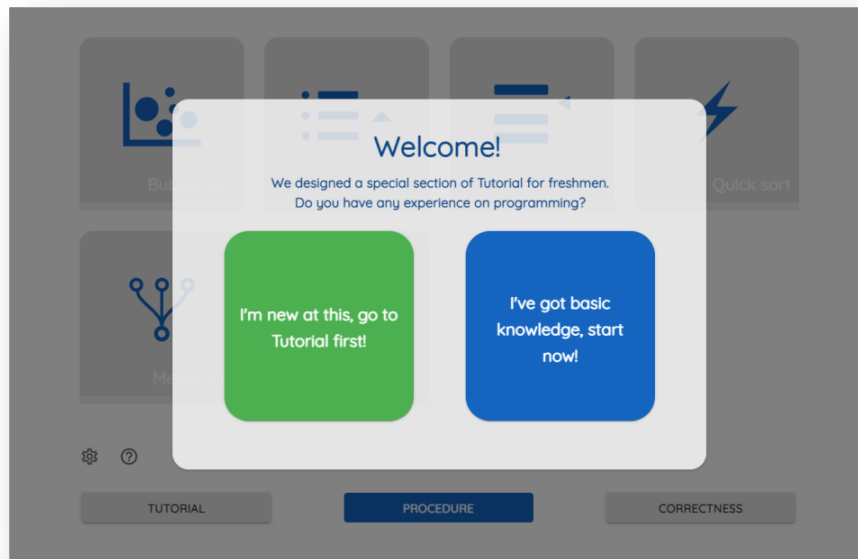 Welcome!
We designed a special section of Tutorial for freshmen.
Do you have any experience on programming?
I'm new at this, go to
Tutorial first!
I've got basic
knowledge, start
now!
Quick sort
TUTORIAL
PROCEDURE
CORRECTNESS